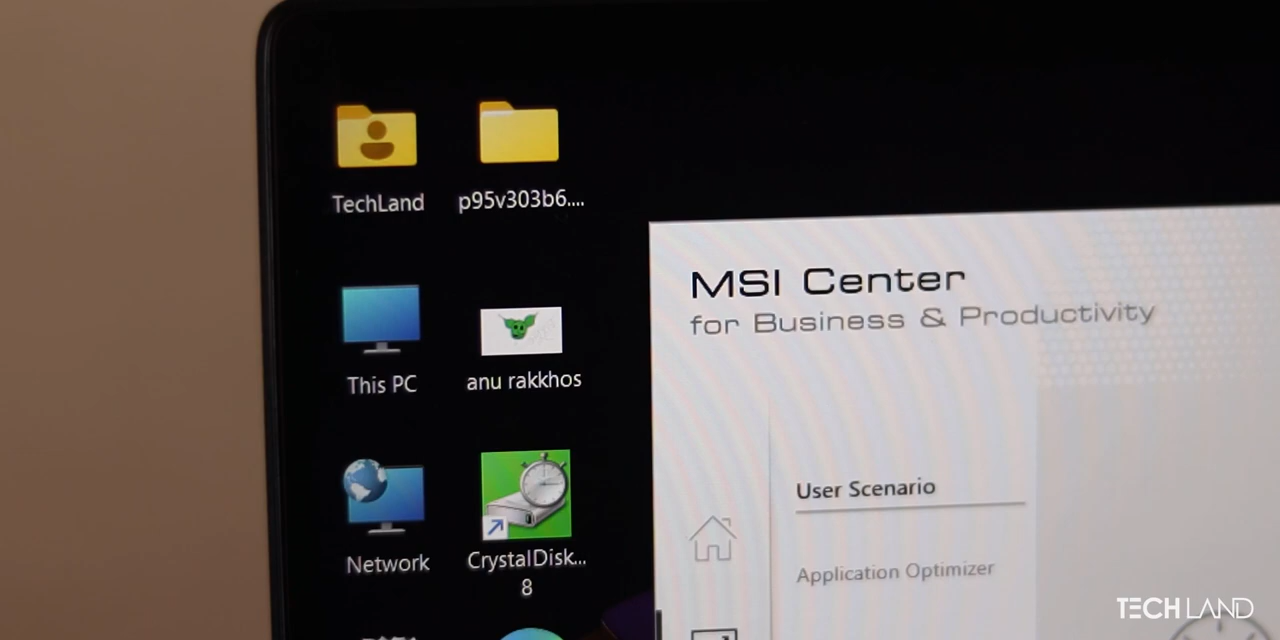 TechLand
p95v303b6....
This PC
anu rakkhos
Network
CrystalDisk...
8
MSI Center
for Business & Productivity
User Scenario
Application Optimizer
TECHLAND